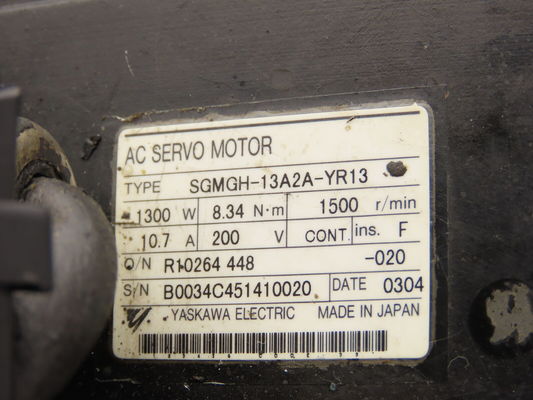 AC SERVO MOTOR
TYPE SGMGH-13A2A-YR13
1300 W 8.34 N·m 1500 r/min
10.7 A 200 V CONT. ins. F
O/N R10264 448 -020
S/N B0034C451410020 DATE 0304
YASKAWA ELECTRIC MADE IN JAPAN